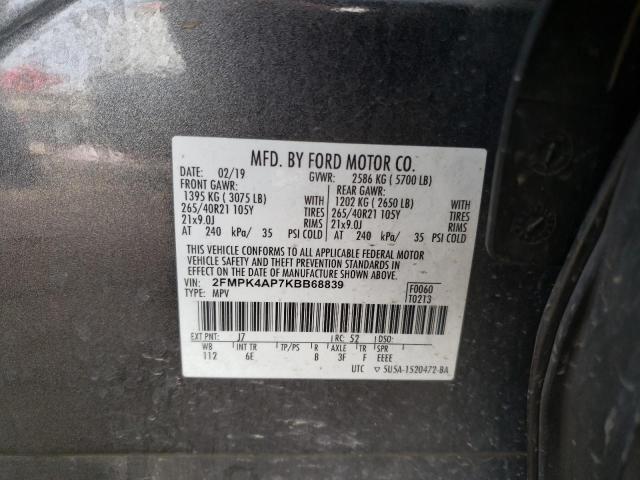 MFD. BY FORD MOTOR CO.
DATE: 02/19 GVWR: 2586 KG ( 5700 LB)
FRONT GAWR: REAR GAWR:
1395 KG ( 3075 LB) WITH 1202 KG ( 2650 LB) WITH
265/40R21 105Y TIRES 265/40R21 105Y TIRES
21x9.0J RIMS 21x9.0J RIMS
AT 240 kPa/ 35 PSI COLD AT 240 kPa/ 35 PSI COLD
THIS VEHICLE CONFORMS TO ALL APPLICABLE FEDERAL MOTOR
VEHICLE SAFETY AND THEFT PREVENTION STANDARDS IN EFFECT
ON THE DATE OF MANUFACTURE SHOWN ABOVE.
VIN: 2FMPK4AP7KBB68839 F0060
TYPE: MPV T0213
EXT PNT: J7 RC: 52 DSO:
WB INT TR TP/PS R AXLE TR SPR
112 6E B 3F F EEEE
UTC ▽ 5U5A-1520472-BA